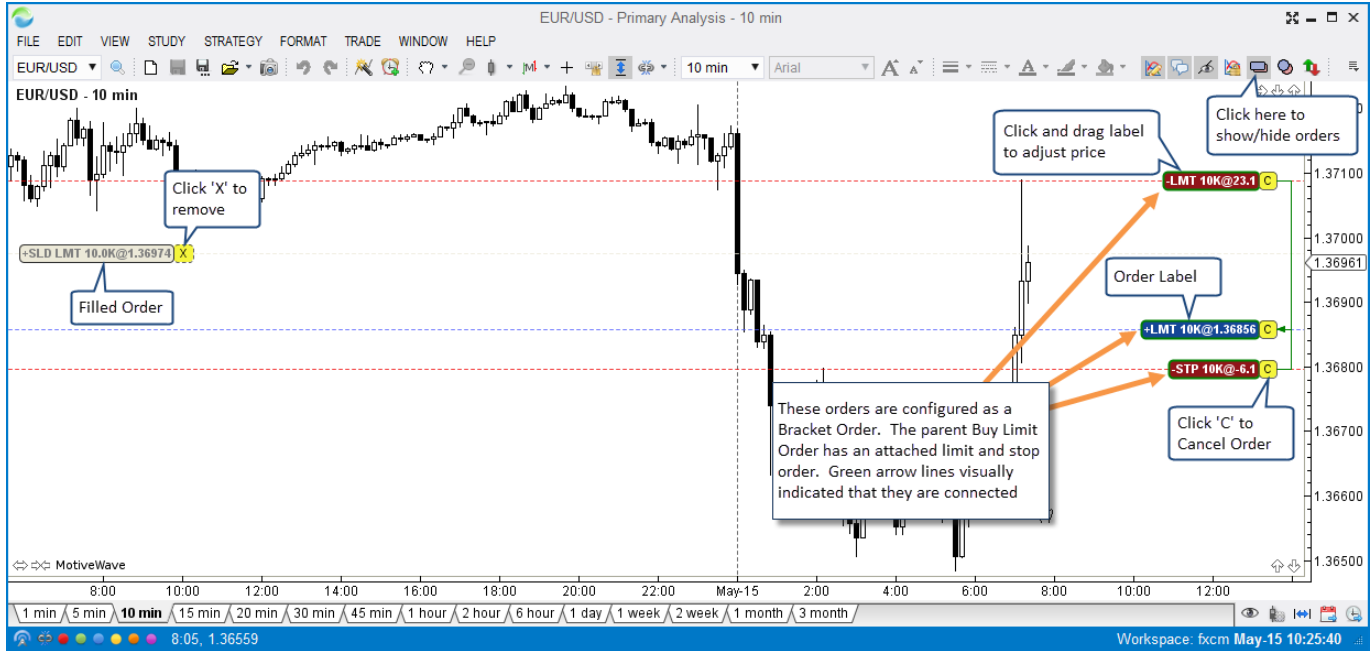 EUR/USD - Primary Analysis - 10 min
FILE EDIT VIEW STUDY STRATEGY FORMAT TRADE WINDOW HELP
EUR/USD 10 min Arial
EUR/USD - 10 min
Click here to
show/hide orders
Click and drag label
to adjust price
1.37100
-LMT 10K@23.1 C
Click 'X' to
remove
1.37000
+SLD LMT 10.0K@1.36974 X
1.36961
Order Label
Filled Order
1.36900
+LMT 10K@1.36856 C
1.36800
-STP 10K@-6.1 C
These orders are configured as a
Bracket Order. The parent Buy Limit
Order has an attached limit and stop
order. Green arrow lines visually
indicated that they are connected
Click 'C' to
Cancel Order
1.36700
1.36600
1.36500
MotiveWave
8:00 10:00 12:00 14:00 16:00 18:00 20:00 22:00 May-15 2:00 4:00 6:00 8:00 10:00 12:00
1 min 5 min 10 min 15 min 20 min 30 min 45 min 1 hour 2 hour 6 hour 1 day 1 week 2 week 1 month 3 month
8:05, 1.36559 Workspace: fxcm May-15 10:25:40